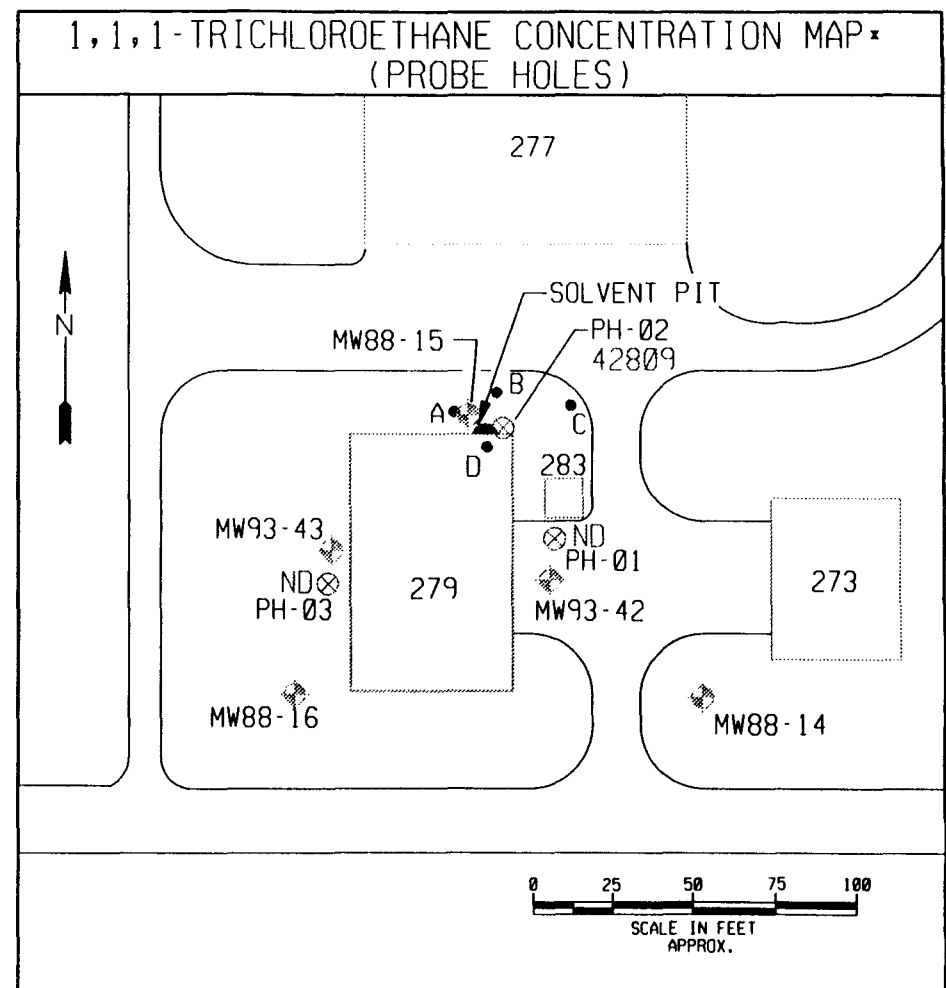 1,1,1-TRICHLOROETHANE CONCENTRATION MAP*
(PROBE HOLES)
277
SOLVENT PIT
N
MW88-15
PH-02
42809
B
A
C
D
283
MW93-43
ND
PH-01
ND
PH-03
279
273
MW93-42
MW88-16
MW88-14
0 25 50 75 100
SCALE IN FEET
APPROX.